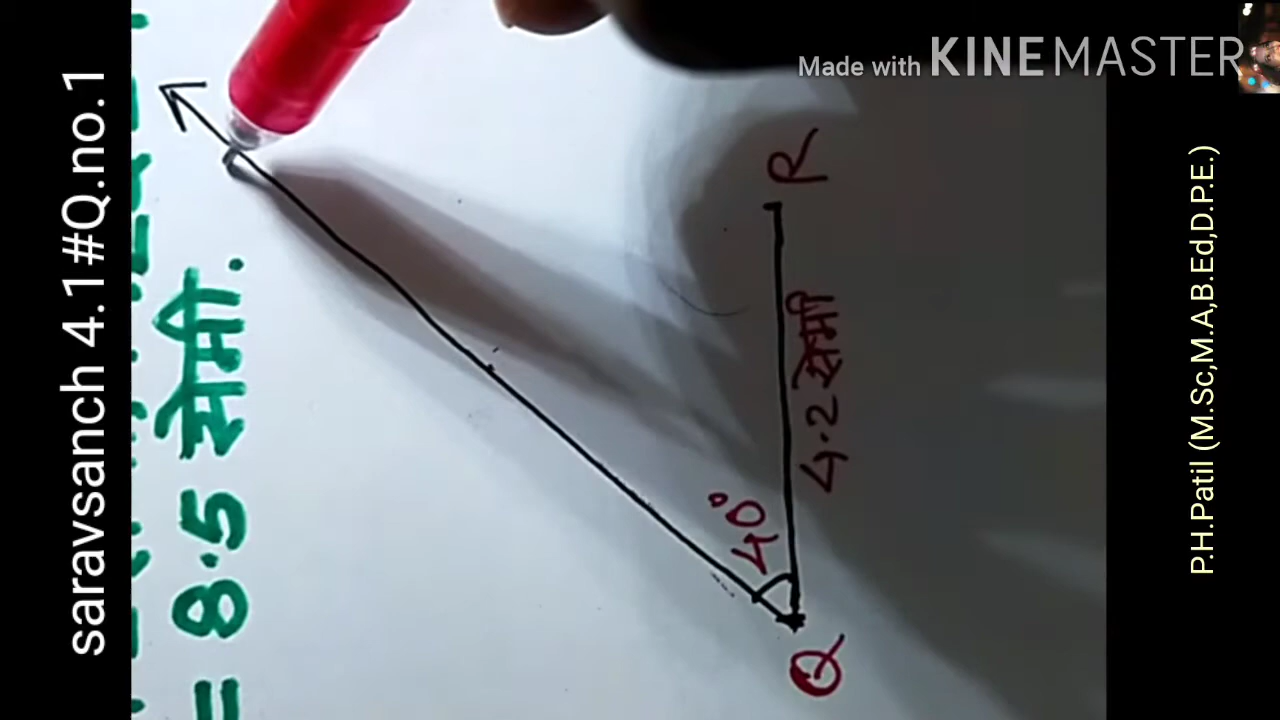 saravsanch 4.1#Q.no.1
= 8.5 सेमी.
Made with KINEMASTER
R
4.2 सेमी
40°
Q
P.H.Patil (M.Sc,M.A,B.Ed,D.P.E.)